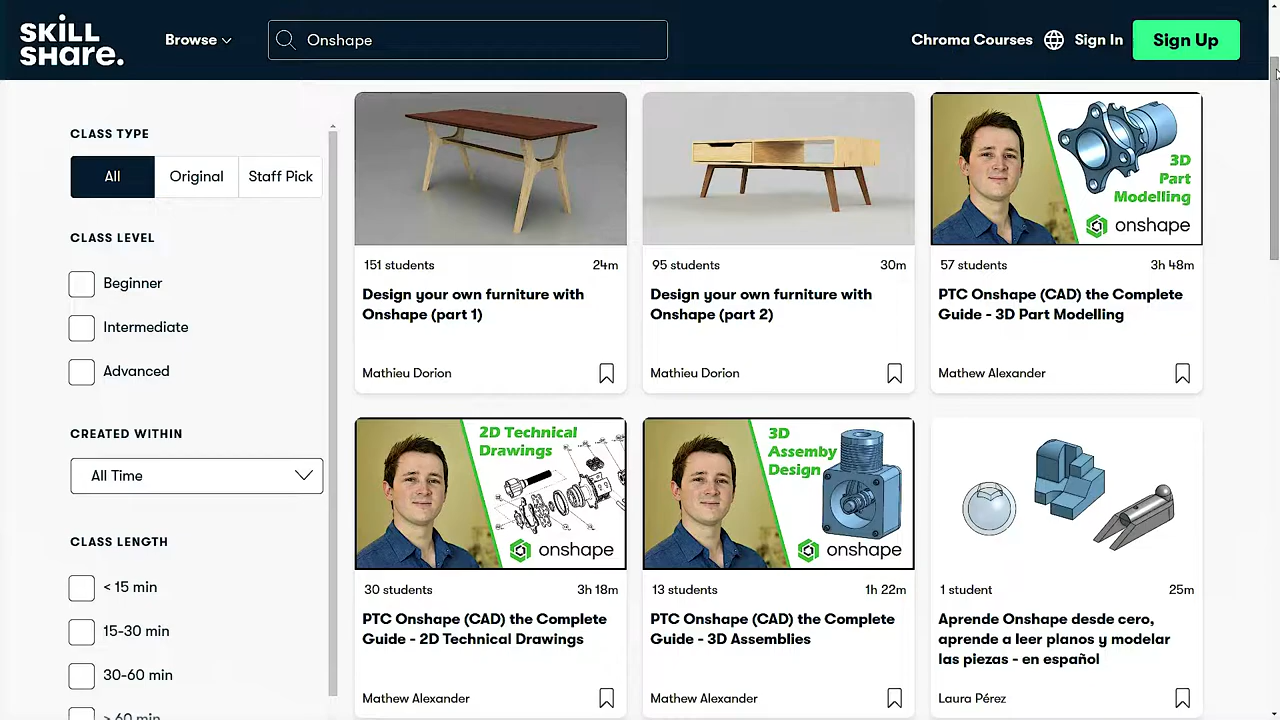 SKiLL
SHare.
Browse
Onshape
Chroma Courses
Sign In
Sign Up
CLASS TYPE
All
Original
Staff Pick
CLASS LEVEL
Beginner
Intermediate
Advanced
CREATED WITHIN
All Time
CLASS LENGTH
< 15 min
15-30 min
30-60 min
> 60 min
151 students
24m
Design your own furniture with
Onshape (part 1)
Mathieu Dorion
95 students
30m
Design your own furniture with
Onshape (part 2)
Mathieu Dorion
3D
Part
Modelling
onshape
57 students
3h 48m
PTC Onshape (CAD) the Complete
Guide - 3D Part Modelling
Mathew Alexander
2D Technical
Drawings
onshape
30 students
3h 18m
PTC Onshape (CAD) the Complete
Guide - 2D Technical Drawings
Mathew Alexander
3D
Assemby
Design
onshape
13 students
1h 22m
PTC Onshape (CAD) the Complete
Guide - 3D Assemblies
Mathew Alexander
1 student
25m
Aprende Onshape desde cero,
aprende a leer planos y modelar
las piezas - en español
Laura Pérez